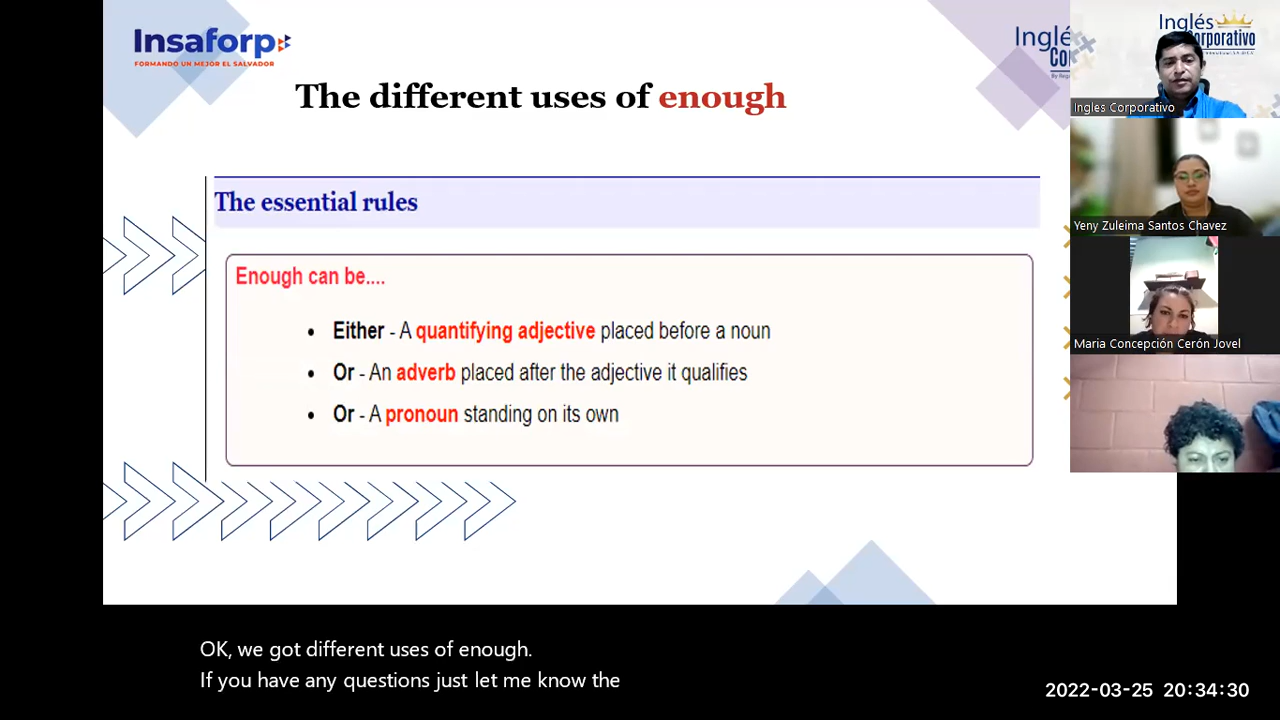 Insaforp
FORMANDO UN MEJOR EL SALVADOR
The different uses of enough
The essential rules
Enough can be....
• Either - A quantifying adjective placed before a noun
• Or - An adverb placed after the adjective it qualifies
• Or - A pronoun standing on its own
Inglés
Corporativo
Ingles Corporativo
Yeny Zuleima Santos Chavez
Maria Concepción Cerón Jovel
OK, we got different uses of enough.
If you have any questions just let me know the
2022-03-25 20:34:30